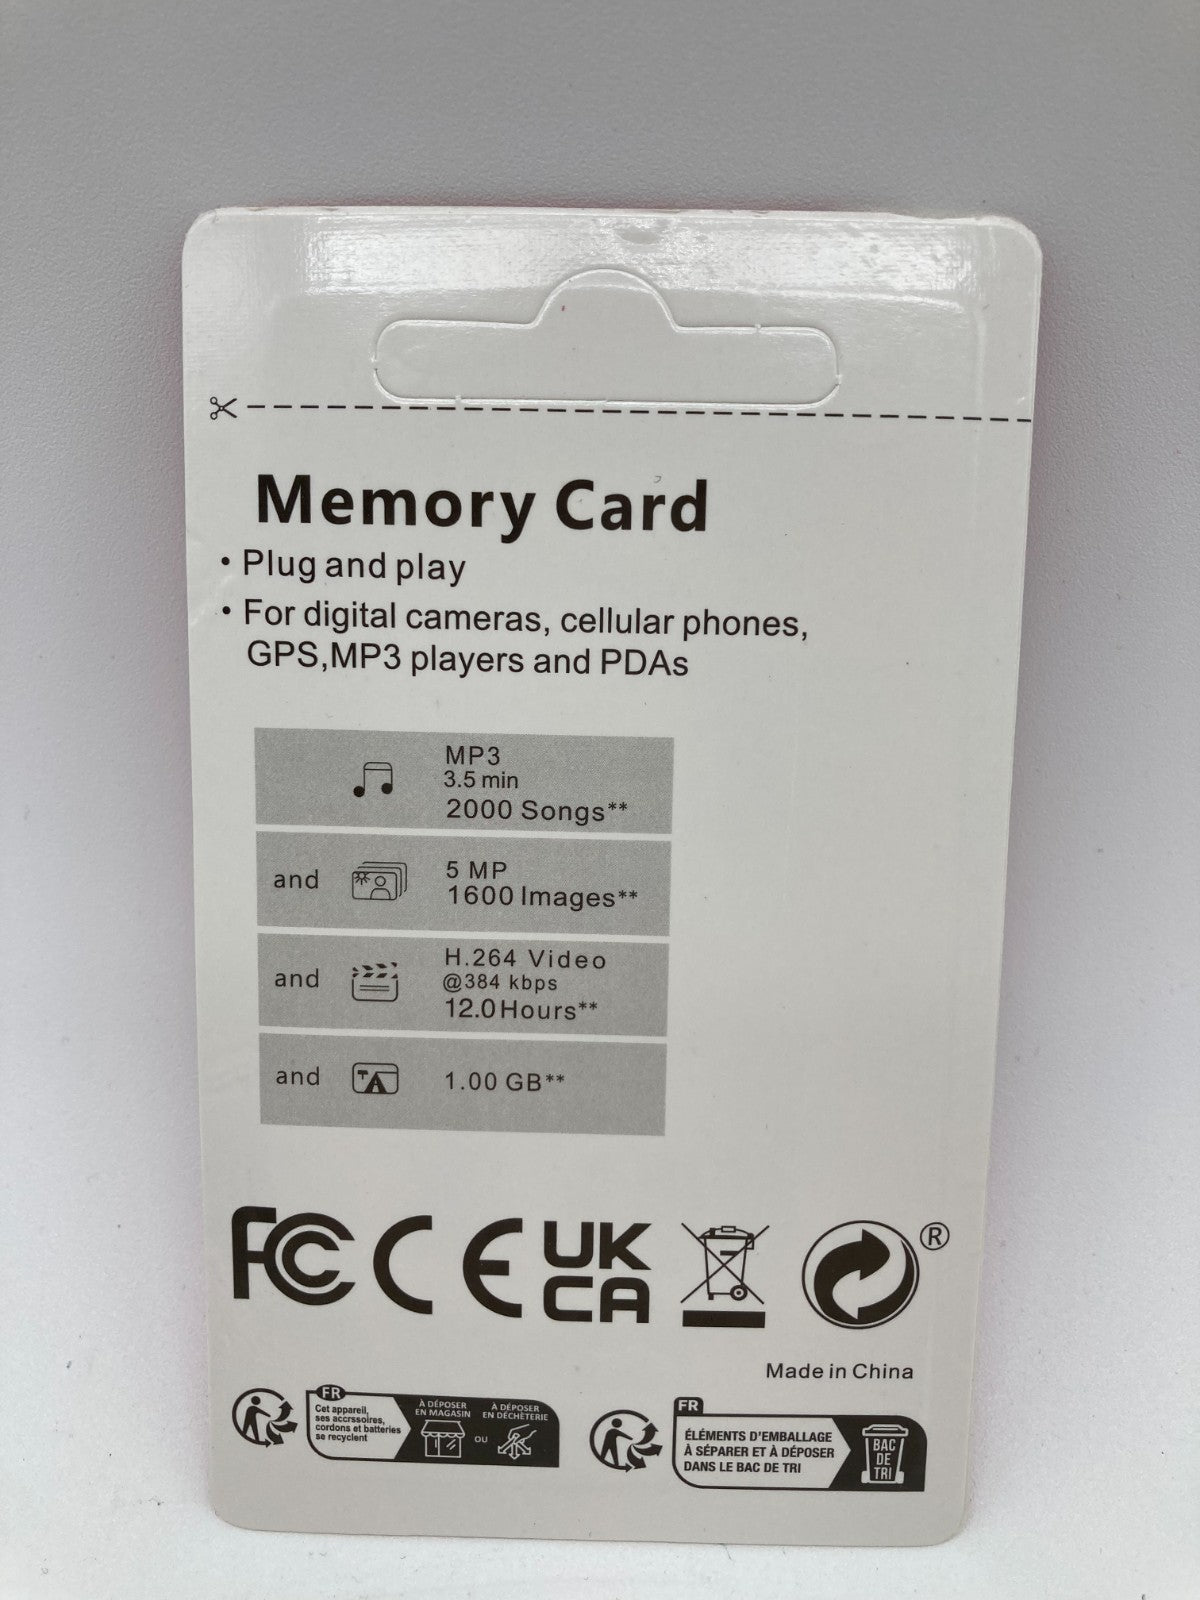 Memory Card
• Plug and play
• For digital cameras, cellular phones,
GPS,MP3 players and PDAs
MP3
3.5 min
2000 Songs**
and
5 MP
1600 Images**
and
H.264 Video
@384 kbps
12.0Hours**
and
1.00 GB**
FC CE UK
CA
®
Made in China
FR
Cet appareil,
ses accrssoires,
cordons et batteries
se recyclent
À DÉPOSER
EN MAGASIN
OU
À DÉPOSER
EN DÉCHÈTERIE
FR
ÉLÉMENTS D'EMBALLAGE
À SÉPARER ET À DÉPOSER
DANS LE BAC DE TRI
BAC
DE
TRI